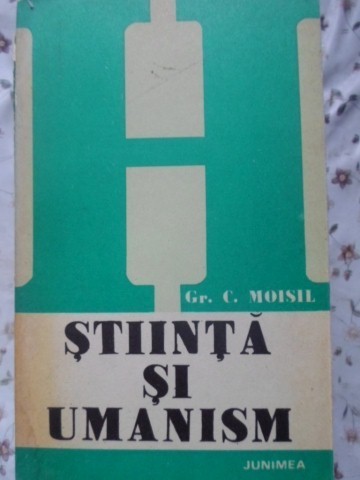 Gr. C. MOISIL
ŞTIINŢĂ
ŞI
UMANISM
JUNIMEA